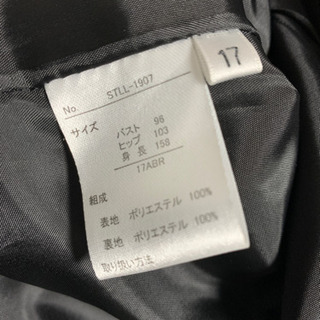 17
No. STLL-1907
サイズ
バスト 96
ヒップ 103
身長 158
17ABR
組成
表地 ポリエステル 100%
裏地 ポリエステル 100%
取り扱い方法